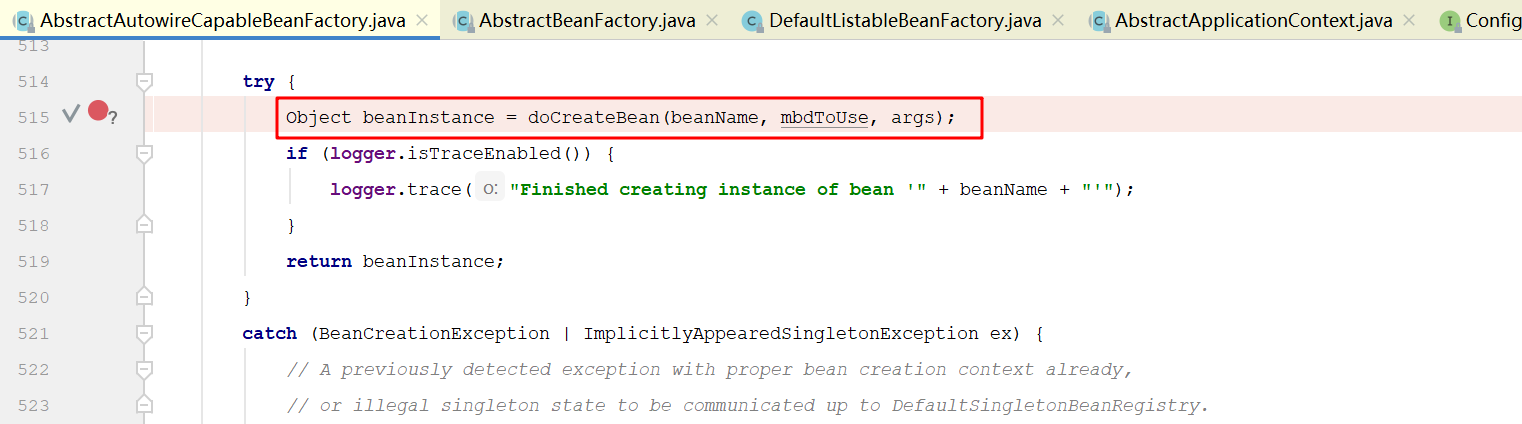 AbstractAutowireCapableBeanFactory.java × AbstractBeanFactory.java × DefaultListableBeanFactory.java × AbstractApplicationContext.java × Config
513
514 try {
515 Object beanInstance = doCreateBean(beanName, mbdToUse, args);
516 if (logger.isTraceEnabled()) {
517 logger.trace( o: "Finished creating instance of bean '" + beanName + "'");
518 }
519 return beanInstance;
520 }
521 catch (BeanCreationException | ImplicitlyAppearedSingletonException ex) {
522 // A previously detected exception with proper bean creation context already,
523 // or illegal singleton state to be communicated up to DefaultSingletonBeanRegistry.